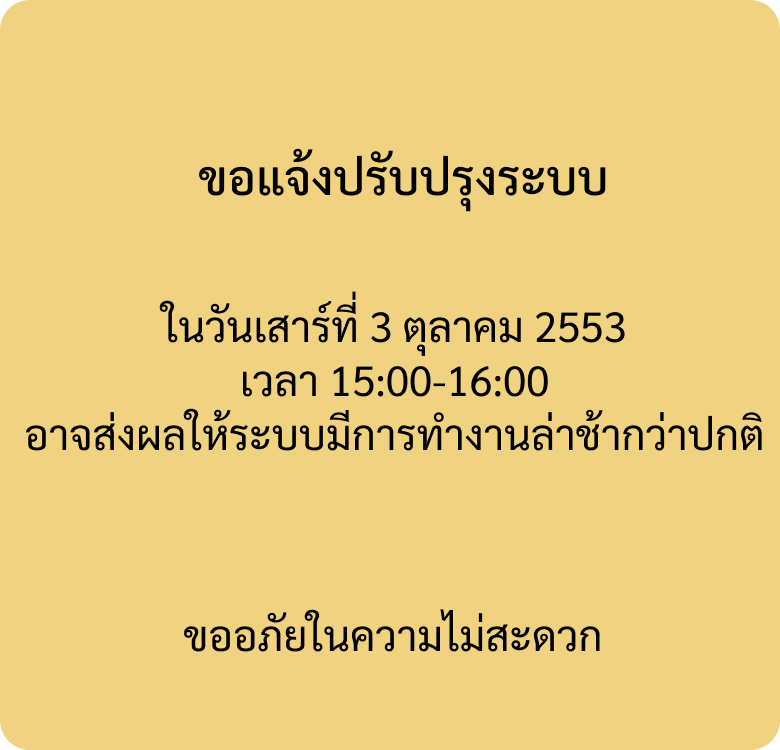 ขอแจ้งปรับปรุงระบบ
ในวันเสาร์ที่ 3 ตุลาคม 2553
เวลา 15:00-16:00
อาจส่งผลให้ระบบมีการทำงานล่าช้ากว่าปกติ
ขออภัยในความไม่สะดวก